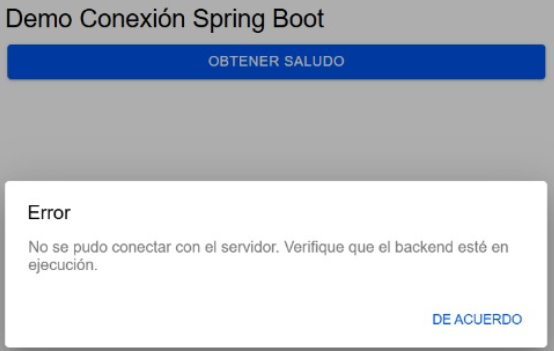 Demo Conexión Spring Boot
OBTENER SALUDO
Error
No se pudo conectar con el servidor. Verifique que el backend esté en
ejecución.
DE ACUERDO